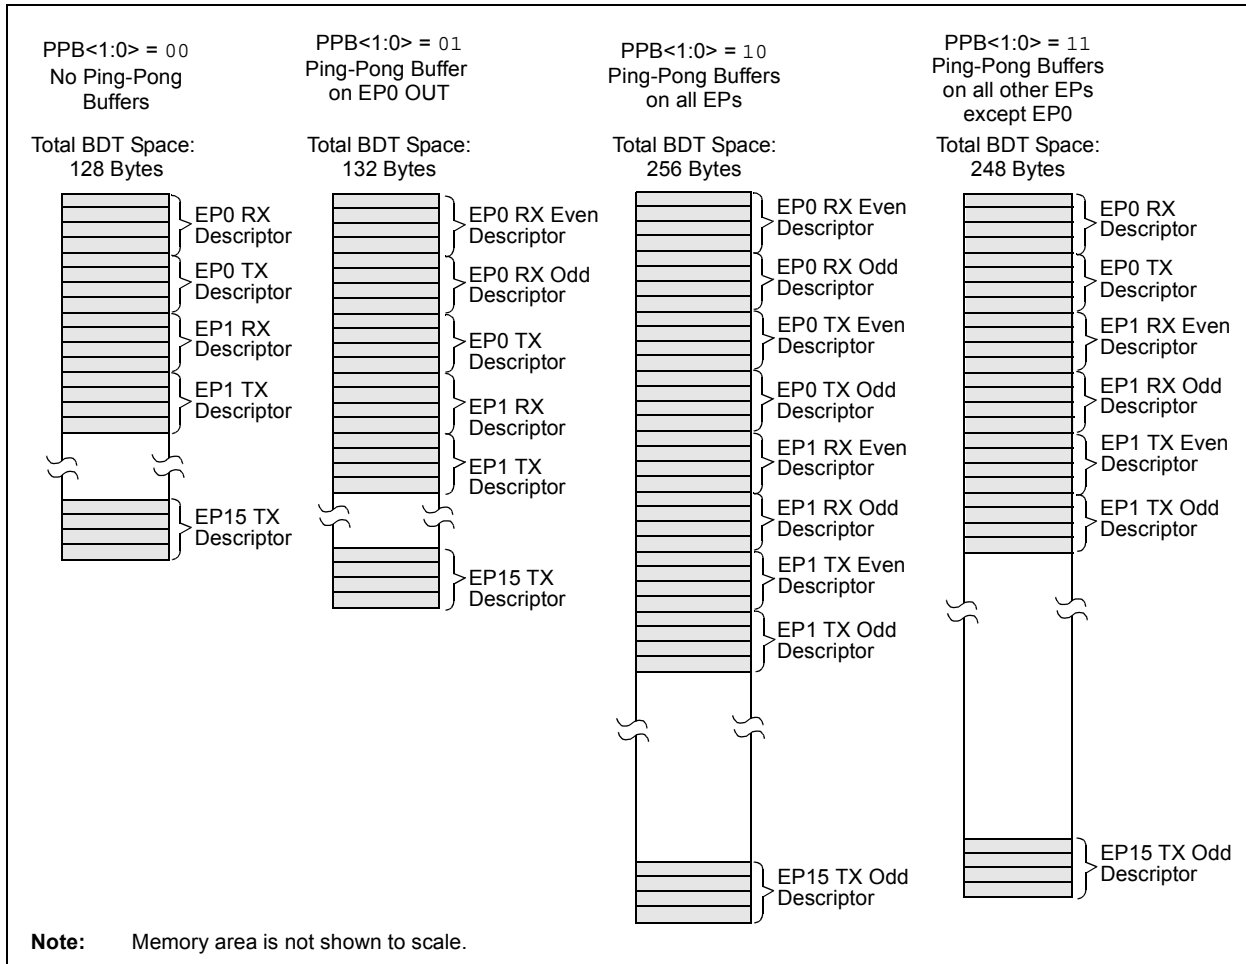 PPB<1:0> = 00
No Ping-Pong
Buffers
Total BDT Space:
128 Bytes
EP0 RX
Descriptor
EP0 TX
Descriptor
EP1 RX
Descriptor
EP1 TX
Descriptor
EP15 TX
Descriptor
PPB<1:0> = 01
Ping-Pong Buffer
on EP0 OUT
Total BDT Space:
132 Bytes
EP0 RX Even
Descriptor
EP0 RX Odd
Descriptor
EP0 TX
Descriptor
EP1 RX
Descriptor
EP1 TX
Descriptor
EP15 TX
Descriptor
PPB<1:0> = 10
Ping-Pong Buffers
on all EPs
Total BDT Space:
256 Bytes
EP0 RX Even
Descriptor
EP0 RX Odd
Descriptor
EP0 TX Even
Descriptor
EP0 TX Odd
Descriptor
EP1 RX Even
Descriptor
EP1 RX Odd
Descriptor
EP1 TX Even
Descriptor
EP1 TX Odd
Descriptor
EP15 TX Odd
Descriptor
PPB<1:0> = 11
Ping-Pong Buffers
on all other EPs
except EP0
Total BDT Space:
248 Bytes
EP0 RX
Descriptor
EP0 TX
Descriptor
EP1 RX Even
Descriptor
EP1 RX Odd
Descriptor
EP1 TX Even
Descriptor
EP1 TX Odd
Descriptor
EP15 TX Odd
Descriptor
Note: Memory area is not shown to scale.